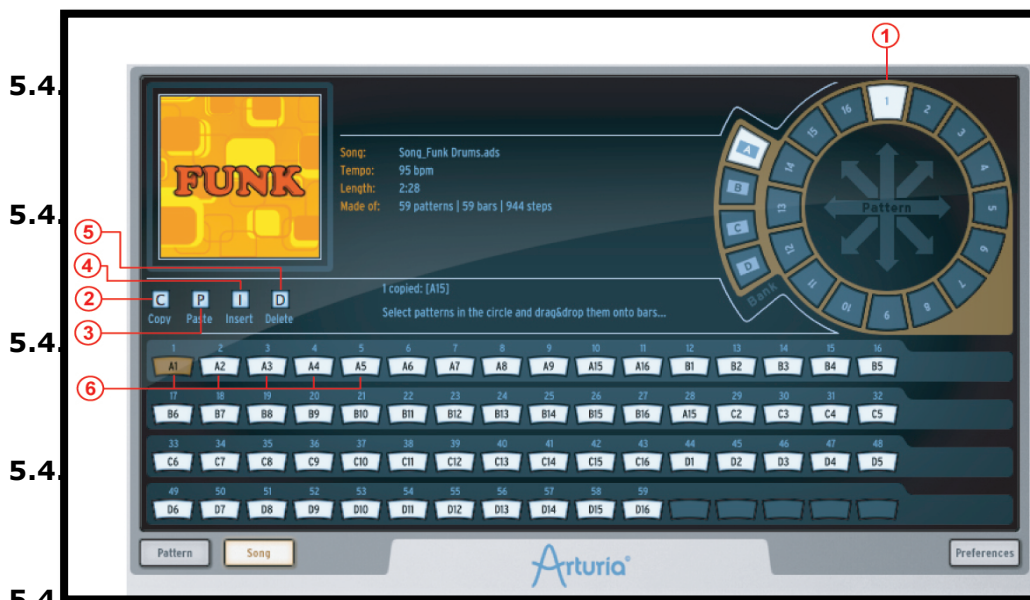 5.4.
5.4.
5.4.
5.4.
5.4.
1
FUNK
Song: Song_Funk Drums.ads
Tempo: 95 bpm
Length: 2:28
Made of: 59 patterns | 59 bars | 944 steps
A
B
C
D
Bank
Pattern
1
2
3
4
5
6
7
8
9
10
11
12
13
14
15
16
5
4
2
3
6
C P I D
Copy Paste Insert Delete
1 copied: [A15]
Select patterns in the circle and drag&drop them onto bars...
1 2 3 4 5 6 7 8 9 10 11 12 13 14 15 16
A1 A2 A3 A4 A5 A6 A7 A8 A9 A15 A16 B1 B2 B3 B4 B5
17 18 19 20 21 22 23 24 25 26 27 28 29 30 31 32
B6 B7 B8 B9 B10 B11 B12 B13 B14 B15 B16 A15 C2 C3 C4 C5
33 34 35 36 37 38 39 40 41 42 43 44 45 46 47 48
C6 C7 C8 C9 C10 C11 C12 C13 C14 C15 C16 D1 D2 D3 D4 D5
49 50 51 52 53 54 55 56 57 58 59
D6 D7 D8 D9 D10 D11 D12 D13 D14 D15 D16
Pattern Song Arturia® Preferences